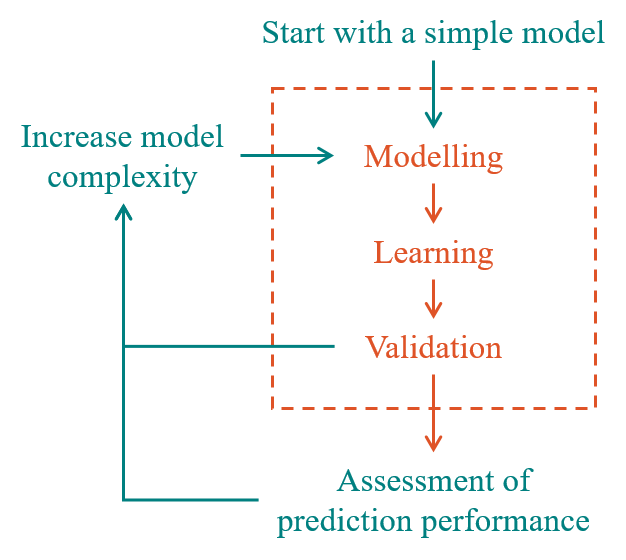 Start with a simple model
Increase model
complexity
Modelling
Learning
Validation
Assessment of
prediction performance